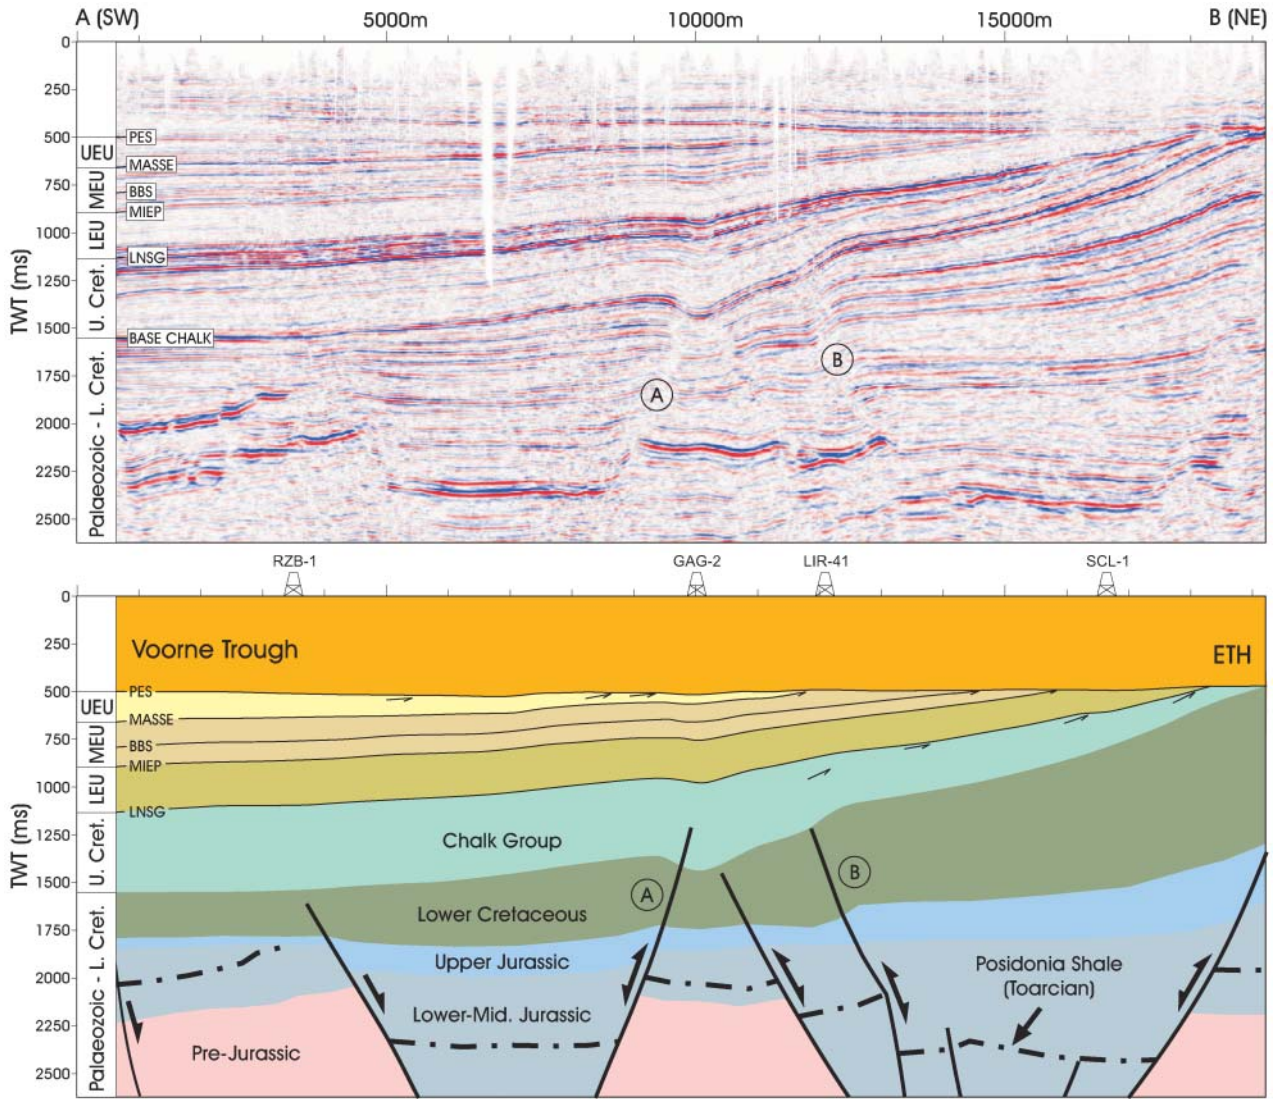 A (SW) 5000m 10000m 15000m B (NE)
0
250
500
750
1000
1250
1500
1750
2000
2250
2500
TWT (ms)
UEU
MEU
LEU
U. Cret.
Palaeozoic - L. Cret.
PES
MASSE
BBS
MIEP
LNSG
BASE CHALK
A
B
RZB-1 GAG-2 LIR-41 SCL-1
0
250
500
750
1000
1250
1500
1750
2000
2250
2500
TWT (ms)
UEU
MEU
LEU
U. Cret.
Palaeozoic - L. Cret.
Voorne Trough
ETH
PES
MASSE
BBS
MIEP
LNSG
Chalk Group
A
B
Lower Cretaceous
Upper Jurassic
Posidonia Shale
(Toarcian)
Lower-Mid. Jurassic
Pre-Jurassic